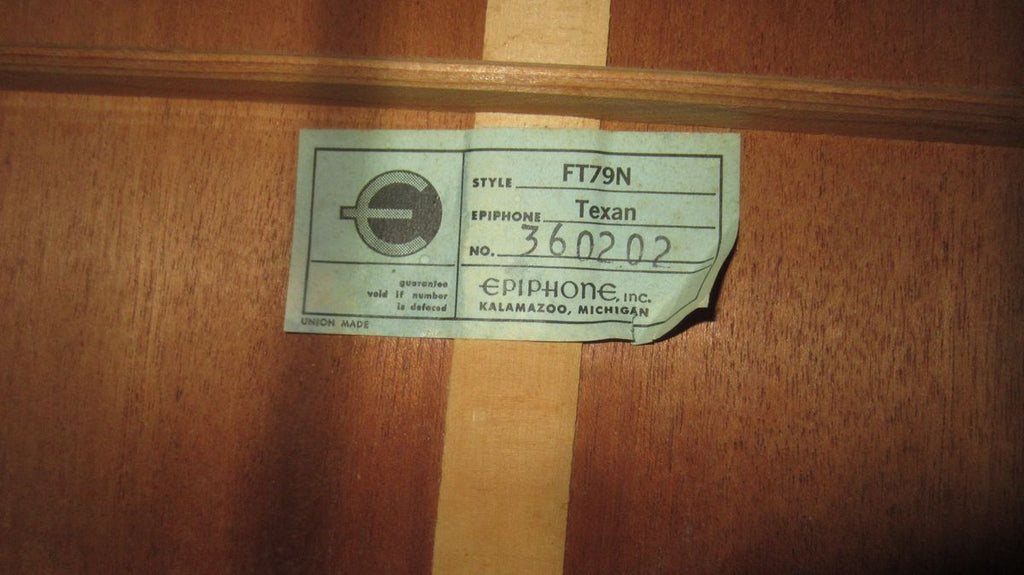 STYLE FT79N
EPIPHONE Texan
NO. 360202
guarantee
void if number
is defaced
EPIPHONE, INC.
KALAMAZOO, MICHIGAN
UNION MADE